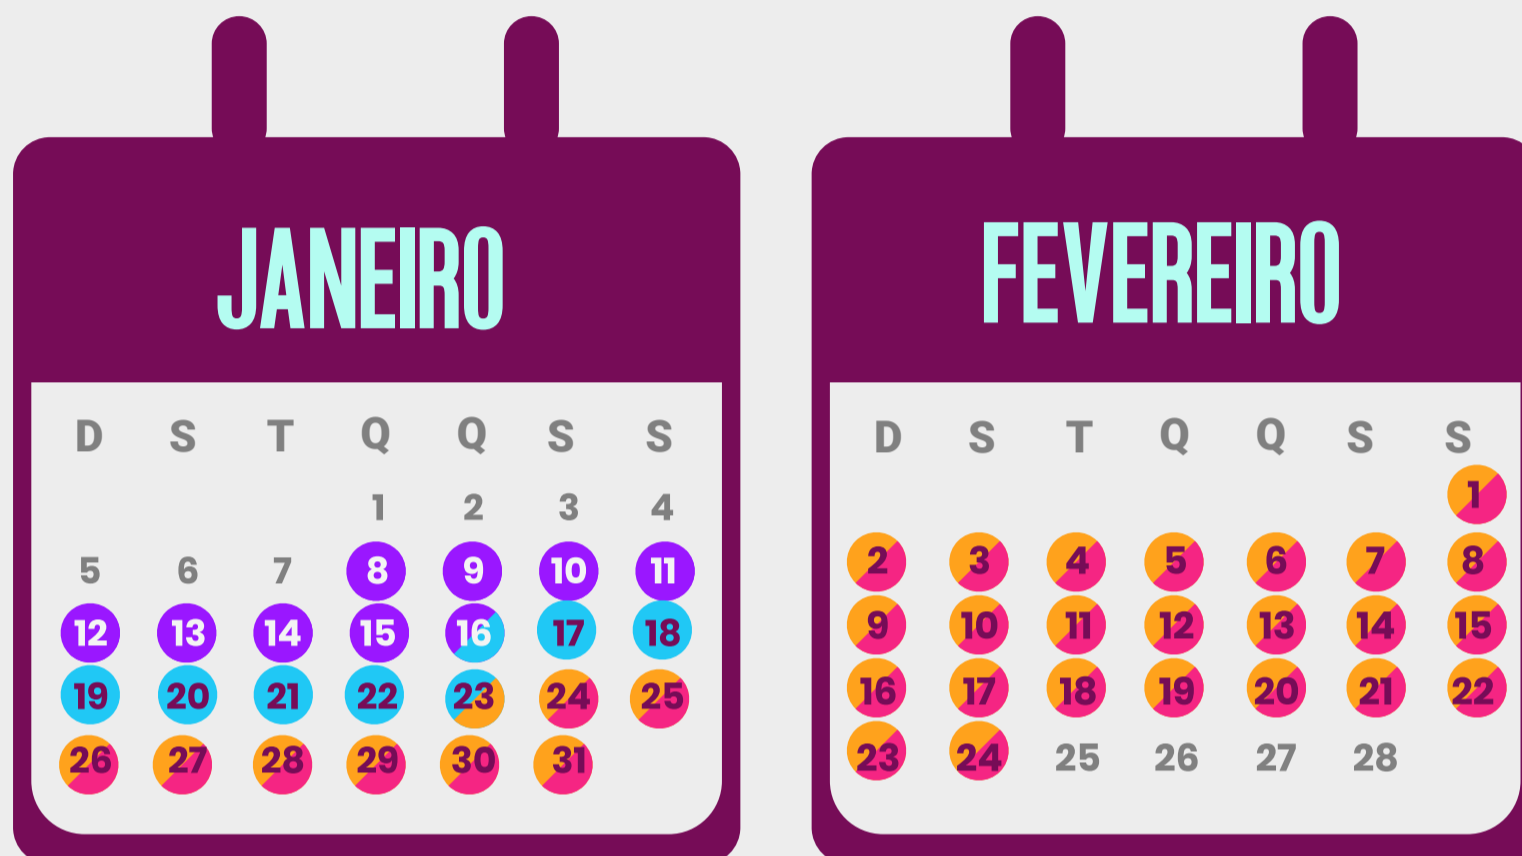 JANEIRO
D S T Q Q S S
1 2 3 4
5 6 7 8 9 10 11
12 13 14 15 16 17 18
19 20 21 22 23 24 25
26 27 28 29 30 31
FEVEREIRO
D S T Q Q S S
1
2 3 4 5 6 7 8
9 10 11 12 13 14 15
16 17 18 19 20 21 22
23 24 25 26 27 28